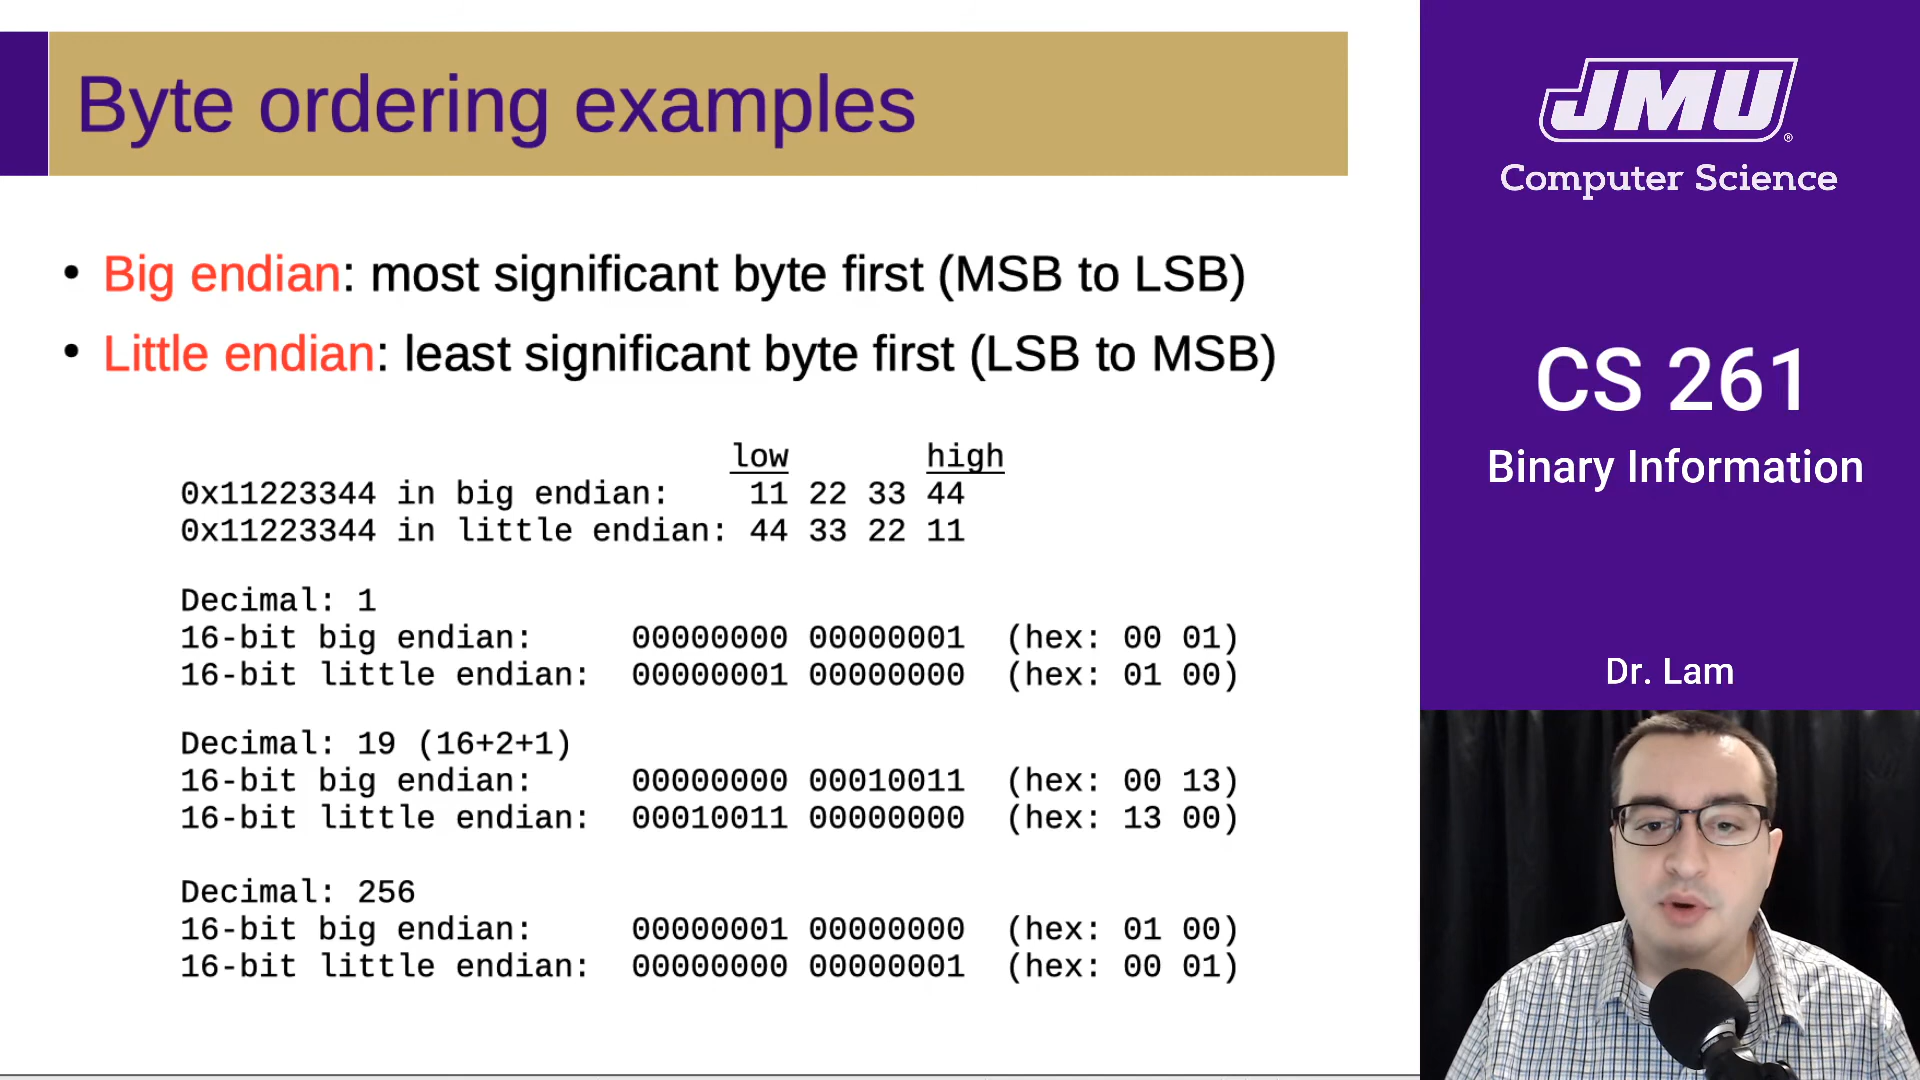 Byte ordering examples
• Big endian: most significant byte first (MSB to LSB)
• Little endian: least significant byte first (LSB to MSB)
low high
0x11223344 in big endian: 11 22 33 44
0x11223344 in little endian: 44 33 22 11
Decimal: 1
16-bit big endian: 00000000 00000001 (hex: 00 01)
16-bit little endian: 00000001 00000000 (hex: 01 00)
Decimal: 19 (16+2+1)
16-bit big endian: 00000000 00010011 (hex: 00 13)
16-bit little endian: 00010011 00000000 (hex: 13 00)
Decimal: 256
16-bit big endian: 00000001 00000000 (hex: 01 00)
16-bit little endian: 00000000 00000001 (hex: 00 01)
JMU®
Computer Science
CS 261
Binary Information
Dr. Lam